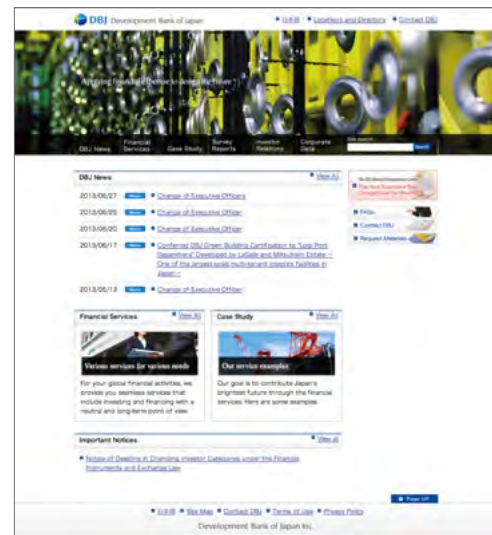 DBJ Development Bank of Japan
日本語 Locations and Directory Contact DBJ
Applying financial expertise to design the future
DBJ News
Financial Services
Case Study
Survey Reports
Investor Relations
Corporate Data
Site search
Search
DBJ News View All
2013/06/27 News Change of Executive Officers
2013/06/25 News Change of Executive Officer
2013/06/20 News Change of Executive Officer
2013/06/17 News Conferred DBJ Green Building Certification to "Logi Port
Sagamihara" Developed by LaSalle and Mitsubishi Estate －
One of the largest-scale multi-tenant logistics facilities in
Japan －
2013/05/13 News Change of Executive Officer
FAQs
Contact DBJ
Request Materials
Financial Services View All
Various services for various needs
For your global financial activities, we
provide you seamless services that
include investing and financing with a
neutral and long-term point of view.
Case Study View All
Our service examples
Our goal is to contribute Japan's
brightest future through the financial
services. Here are some examples.
Important Notices View All
Notice of Deadline in Changing Investor Categories under the Financial
Instruments and Exchange Law
Page UP
日本語 Site Map Contact DBJ Terms of Use Privacy Policy
Development Bank of Japan Inc.